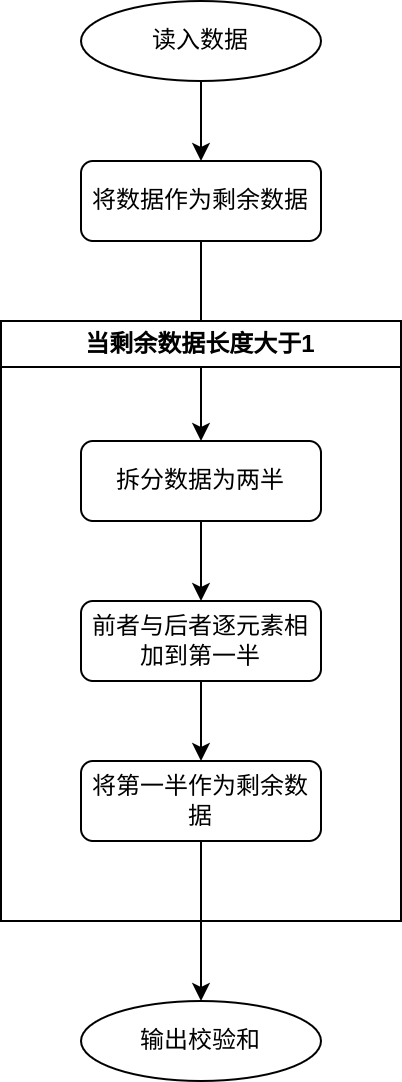 读入数据
将数据作为剩余数据
当剩余数据长度大于1
拆分数据为两半
前者与后者逐元素相
加到第一半
将第一半作为剩余数
据
输出校验和